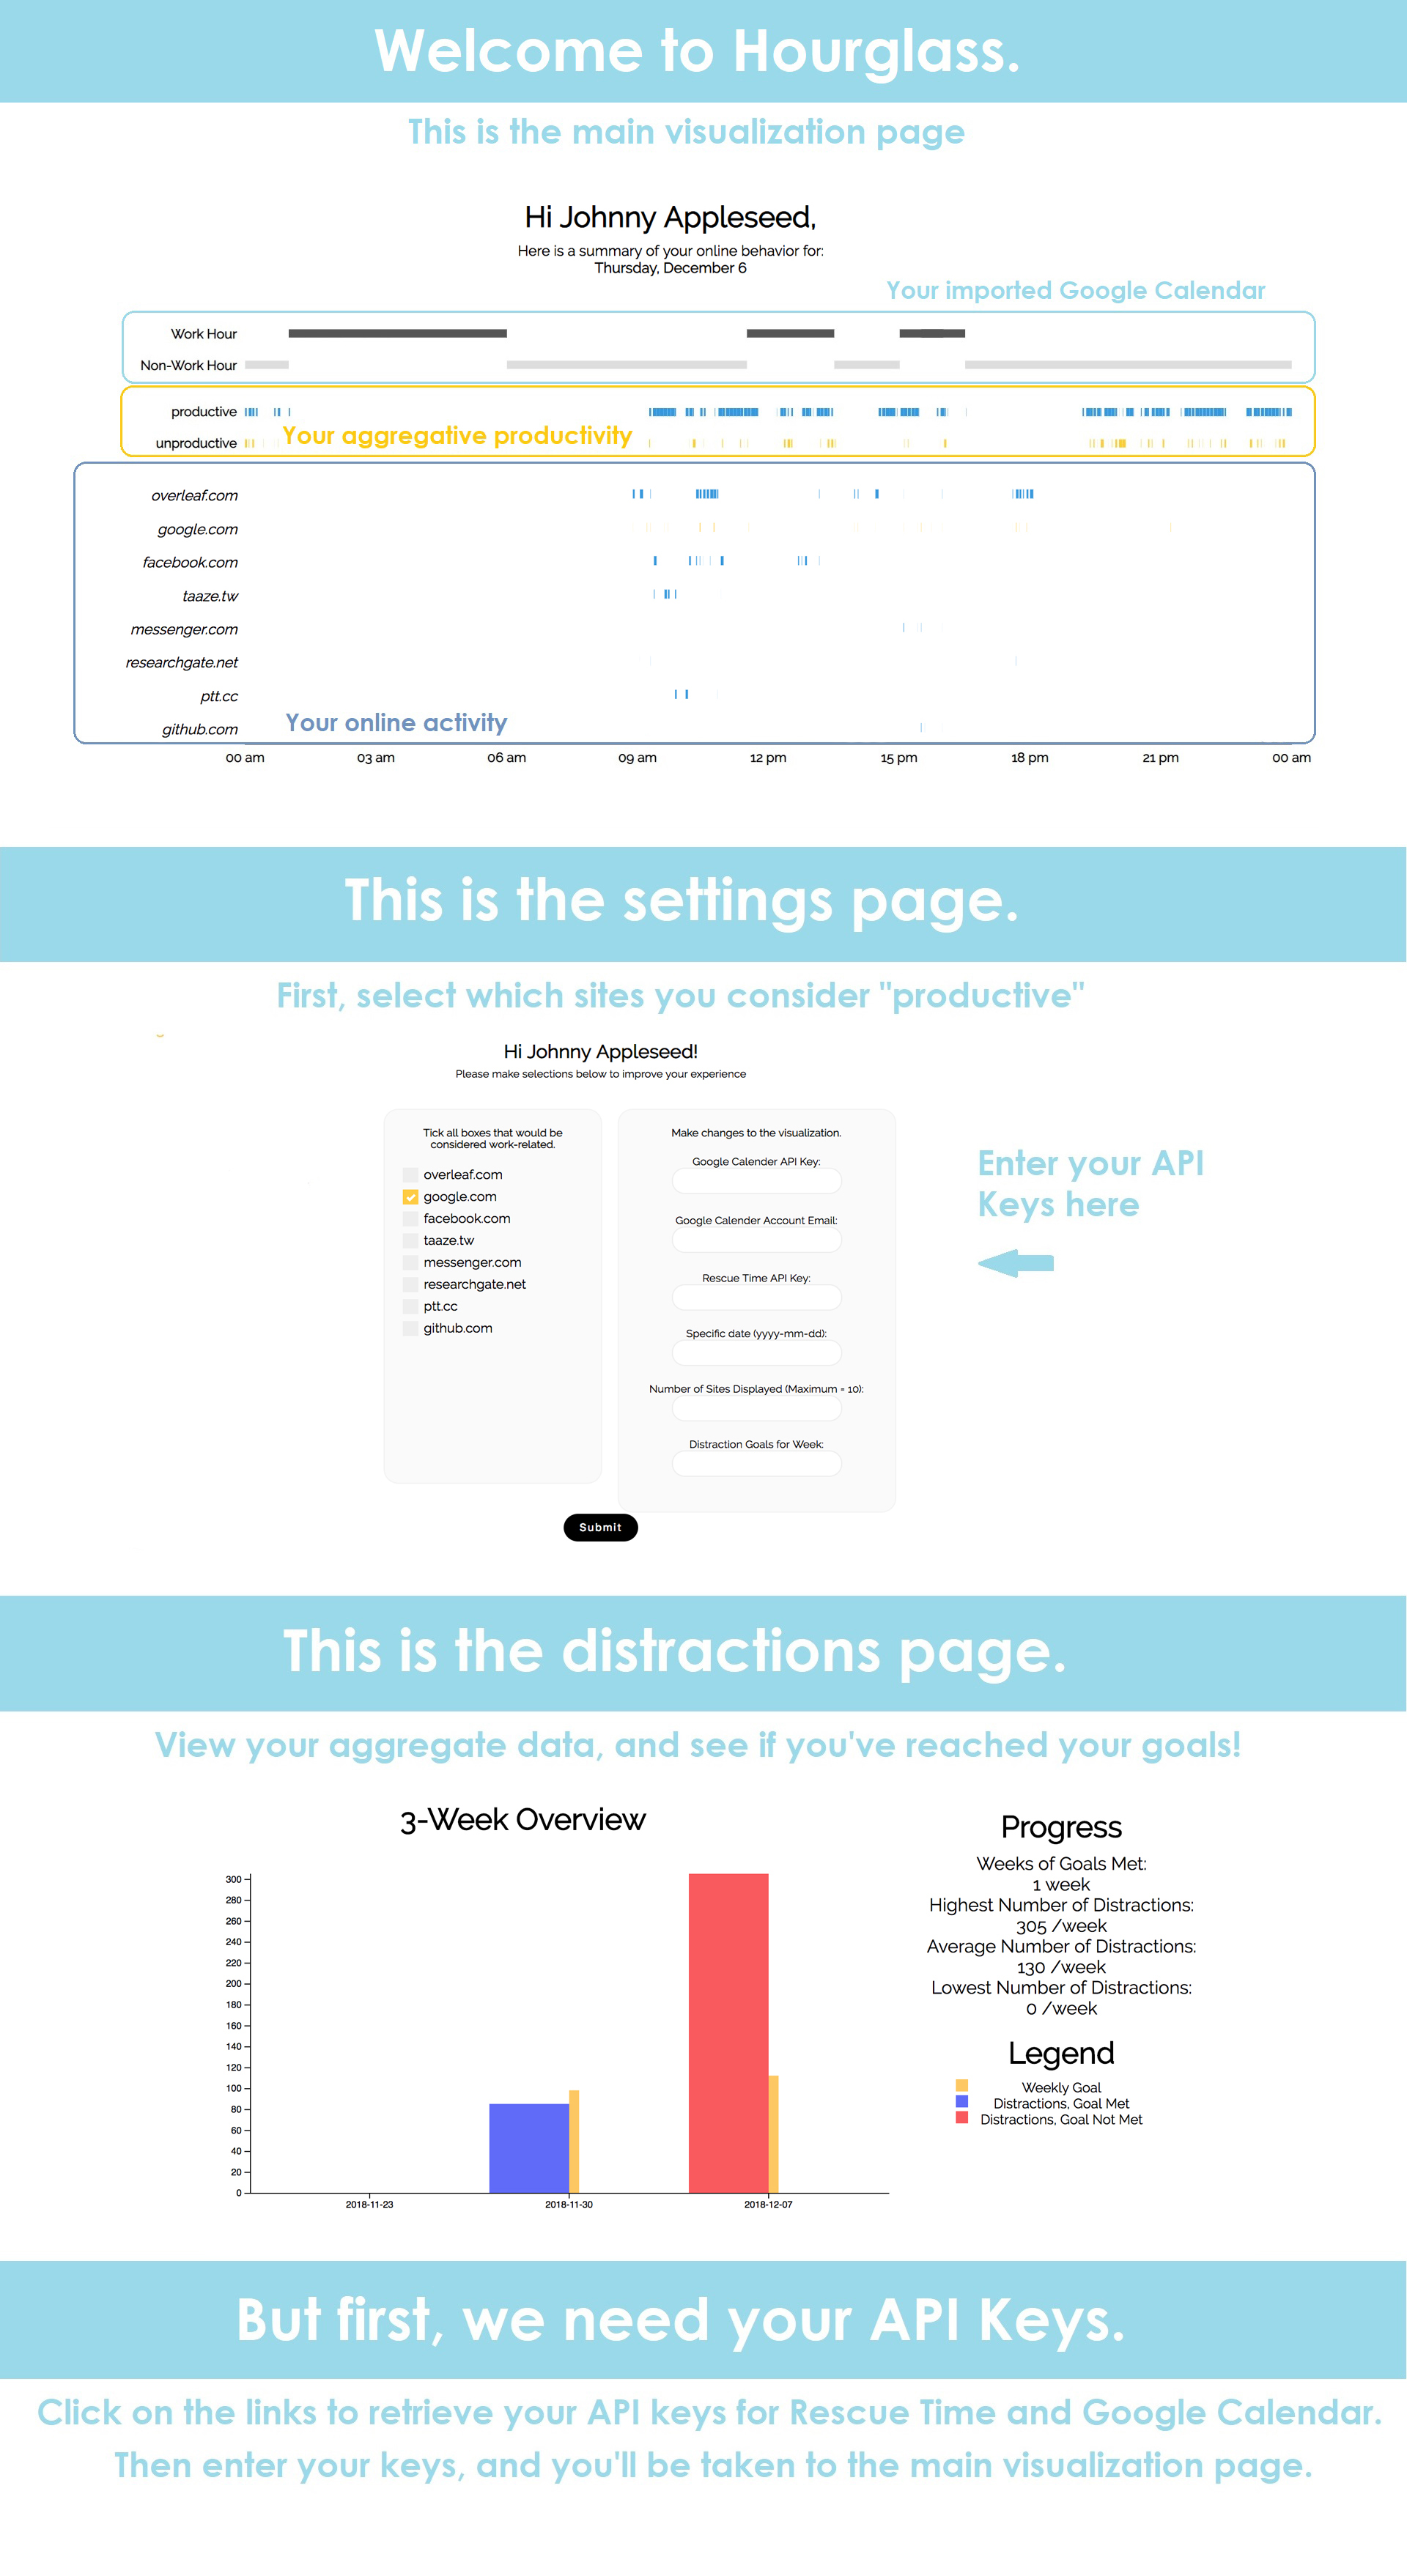 Welcome to Hourglass.
This is the main visualization page
Hi Johnny Appleseed,
Here is a summary of your online behavior for:
Thursday, December 6
Your imported Google Calendar
Work Hour
Non-Work Hour
productive
unproductive
Your aggregative productivity
overleaf.com
google.com
facebook.com
taaze.tw
messenger.com
researchgate.net
ptt.cc
github.com
Your online activity
00 am 03 am 06 am 09 am 12 pm 15 pm 18 pm 21 pm 00 am
This is the settings page.
First, select which sites you consider "productive"
Hi Johnny Appleseed!
Please make selections below to improve your experience
Tick all boxes that would be
considered work-related.
overleaf.com
google.com
facebook.com
taaze.tw
messenger.com
researchgate.net
ptt.cc
github.com
Make changes to the visualization.
Google Calender API Key:
Google Calender Account Email:
Rescue Time API Key:
Specific date (yyyy-mm-dd):
Number of Sites Displayed (Maximum = 10):
Distraction Goals for Week:
Enter your API
Keys here
Submit
This is the distractions page.
View your aggregate data, and see if you've reached your goals!
3-Week Overview
300
280
260
240
220
200
180
160
140
120
100
80
60
40
20
0
2018-11-23 2018-11-30 2018-12-07
Progress
Weeks of Goals Met:
1 week
Highest Number of Distractions:
305 /week
Average Number of Distractions:
130 /week
Lowest Number of Distractions:
0 /week
Legend
Weekly Goal
Distractions, Goal Met
Distractions, Goal Not Met
But first, we need your API Keys.
Click on the links to retrieve your API keys for Rescue Time and Google Calendar.
Then enter your keys, and you'll be taken to the main visualization page.